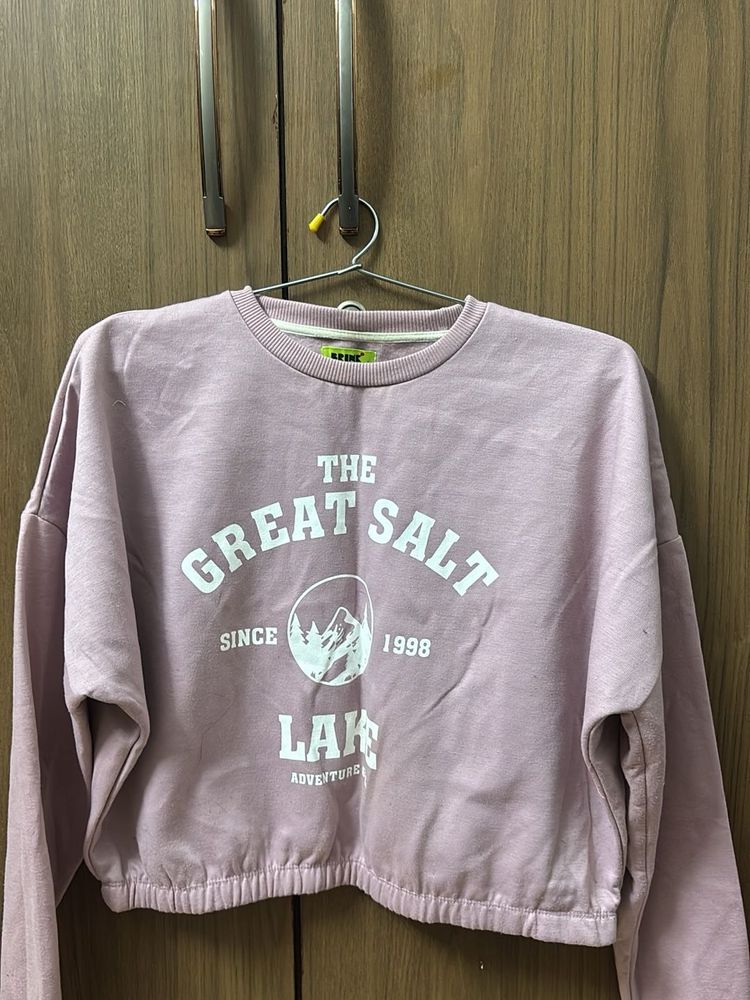 THE
GREAT SALT
SINCE 1998
LAKE
ADVENTURE